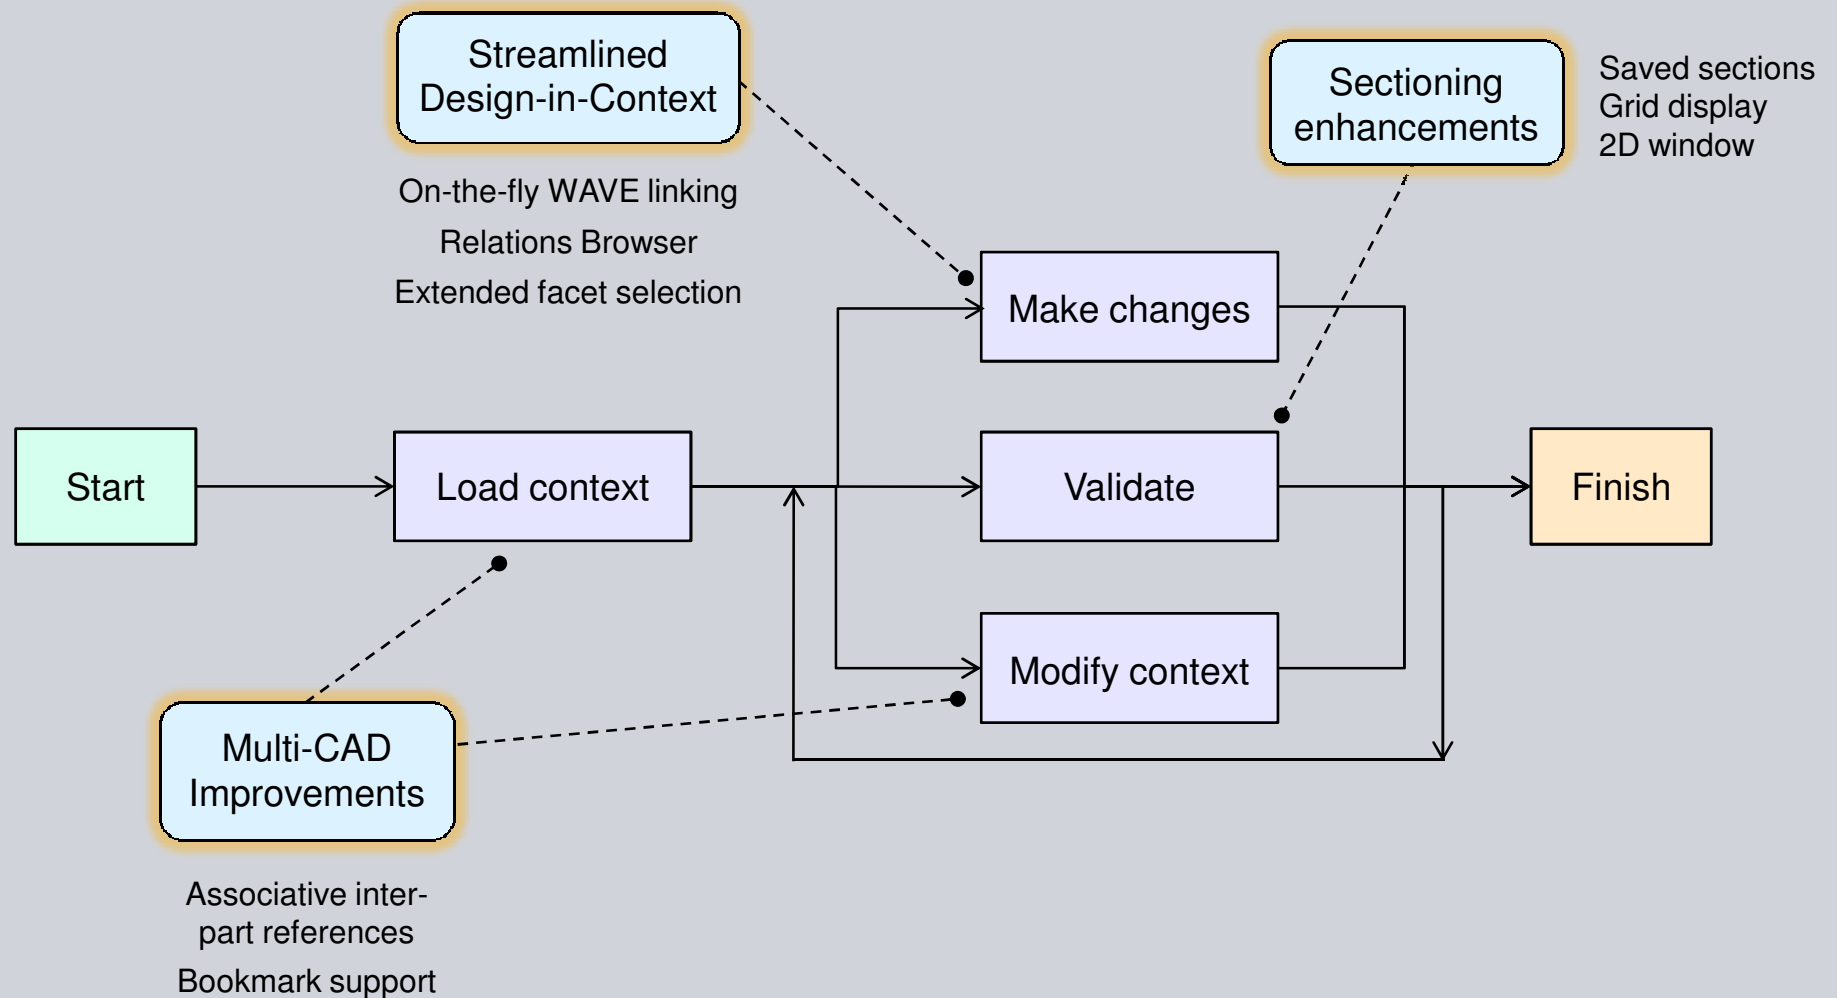 Streamlined
Design-in-Context
On-the-fly WAVE linking
Relations Browser
Extended facet selection
Sectioning
enhancements
Saved sections
Grid display
2D window
Make changes
Start
Load context
Validate
Finish
Modify context
Multi-CAD
Improvements
Associative inter-
part references
Bookmark support